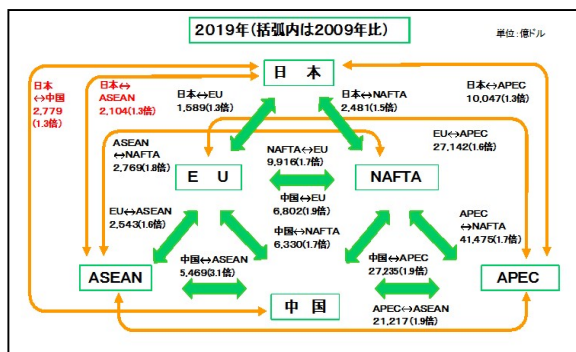 2019年(括弧内は2009年比)
単位:億ドル
日 本
日本
↔中国
2,779
(1.3倍)
日本↔
ASEAN
2,104(1.3倍)
日本↔EU
1,589(1.3倍)
日本↔NAFTA
2,481(1.5倍)
日本↔APEC
10,047(1.3倍)
EU↔APEC
27,142(1.6倍)
ASEAN
↔NAFTA
2,769(1.8倍)
NAFTA↔EU
9,916(1.7倍)
E U
NAFTA
中国↔EU
6,802(1.9倍)
EU↔ASEAN
2,543(1.6倍)
中国↔NAFTA
6,330(1.7倍)
APEC
↔NAFTA
41,475(1.7倍)
中国↔ASEAN
5,469(3.1倍)
中国↔APEC
27,235(1.9倍)
ASEAN
APEC
中 国
APEC↔ASEAN
21,217(1.9倍)